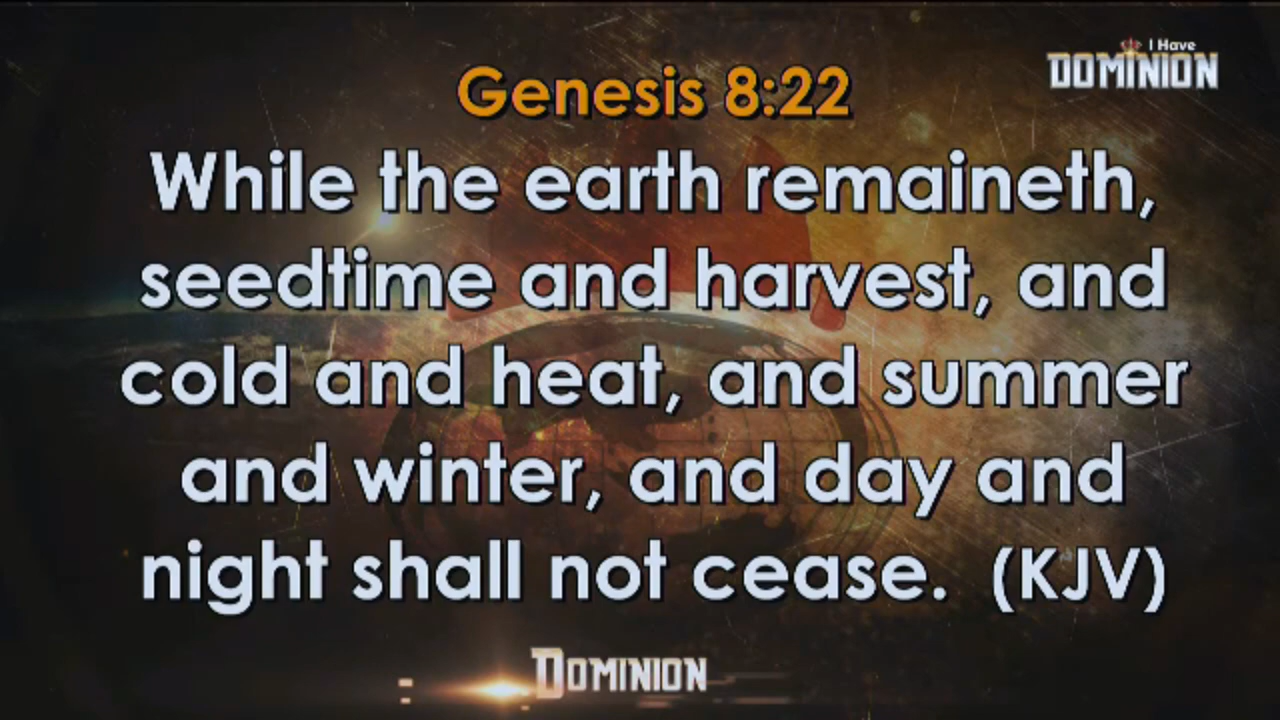 I Have
DOMINION
Genesis 8:22
While the earth remaineth,
seedtime and harvest, and
cold and heat, and summer
and winter, and day and
night shall not cease. (KJV)
DOMINION